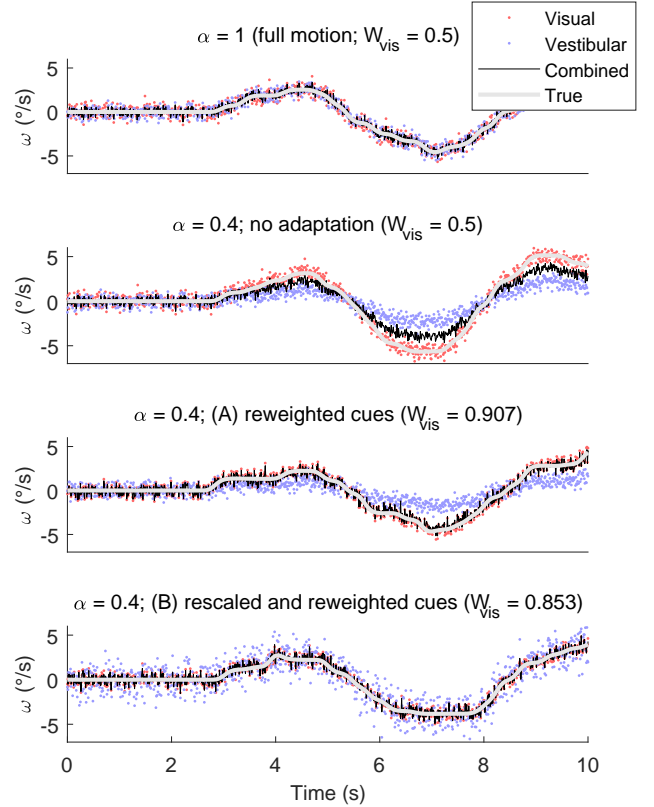 α = 1 (full motion; W_vis = 0.5)
Visual
Vestibular
Combined
True
5
0
-5
ω (°/s)
α = 0.4; no adaptation (W_vis = 0.5)
5
0
-5
ω (°/s)
α = 0.4; (A) reweighted cues (W_vis = 0.907)
5
0
-5
ω (°/s)
α = 0.4; (B) rescaled and reweighted cues (W_vis = 0.853)
5
0
-5
ω (°/s)
0 2 4 6 8 10
Time (s)